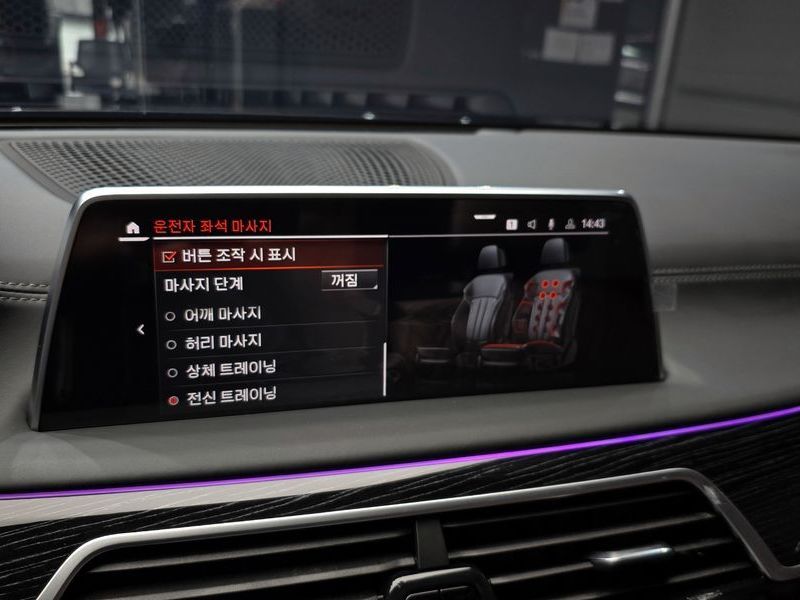 운전자 좌석 마사지
14:43
버튼 조작 시 표시
마사지 단계
꺼짐
어깨 마사지
허리 마사지
상체 트레이닝
전신 트레이닝